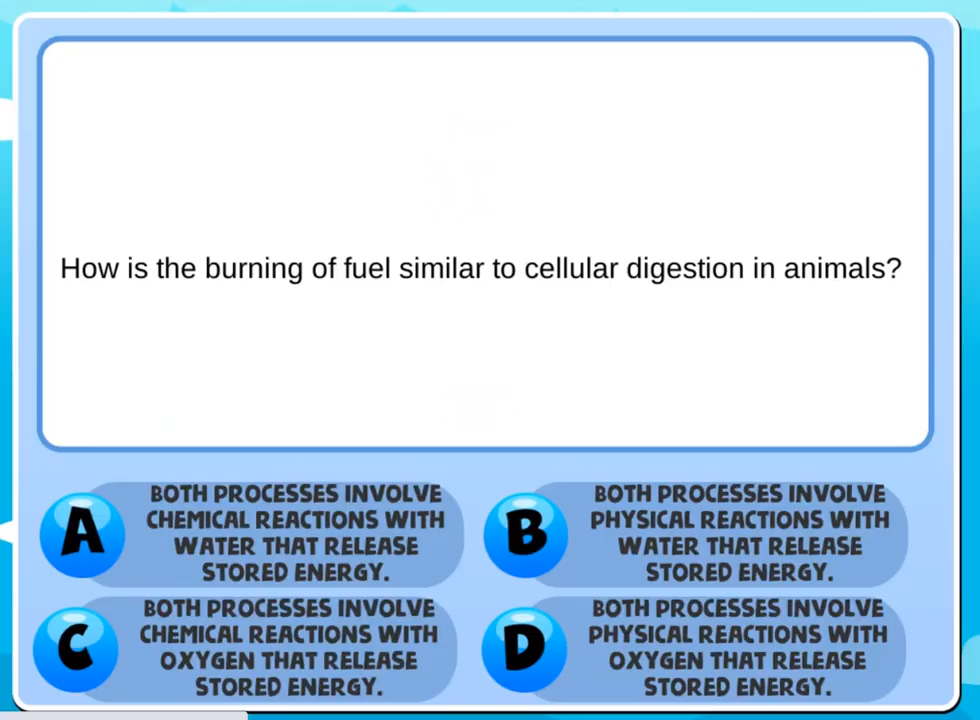 How is the burning of fuel similar to cellular digestion in animals?
A
BOTH PROCESSES INVOLVE
CHEMICAL REACTIONS WITH
WATER THAT RELEASE
STORED ENERGY.
B
BOTH PROCESSES INVOLVE
PHYSICAL REACTIONS WITH
WATER THAT RELEASE
STORED ENERGY.
C
BOTH PROCESSES INVOLVE
CHEMICAL REACTIONS WITH
OXYGEN THAT RELEASE
STORED ENERGY.
D
BOTH PROCESSES INVOLVE
PHYSICAL REACTIONS WITH
OXYGEN THAT RELEASE
STORED ENERGY.